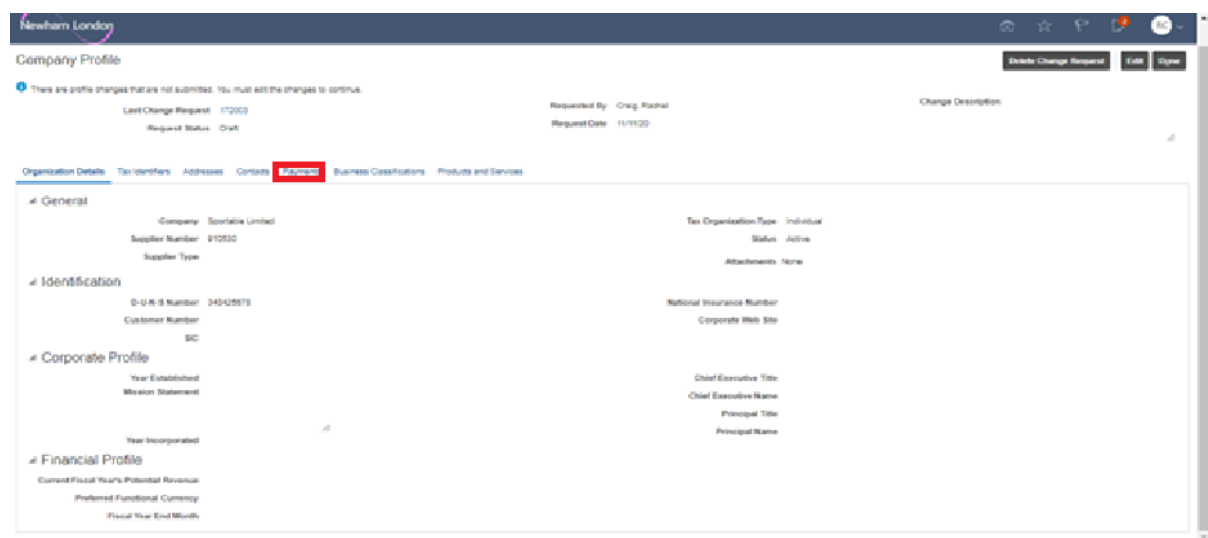 Newham London
Company Profile
Delete Change Request Edit Done
There are profile changes that are not submitted. You must edit the changes to continue.
Last Change Request 172003
Requested By Craig, Rachel
Change Description
Request Status Draft
Request Date 11/11/20
Organization Details Tax Identifiers Addresses Contacts Payments Business Classifications Products and Services
General
Company Sportable Limited
Tax Organization Type Individual
Supplier Number 910530
Status Active
Supplier Type
Attachments None
Identification
D-U-N-S Number
National Insurance Number
Customer Number
Corporate Web Site
SIC
Corporate Profile
Year Established
Chief Executive Title
Mission Statement
Chief Executive Name
Principal Title
Principal Name
Year Incorporated
Financial Profile
Current Fiscal Year's Potential Revenue
Preferred Functional Currency
Fiscal Year End Month